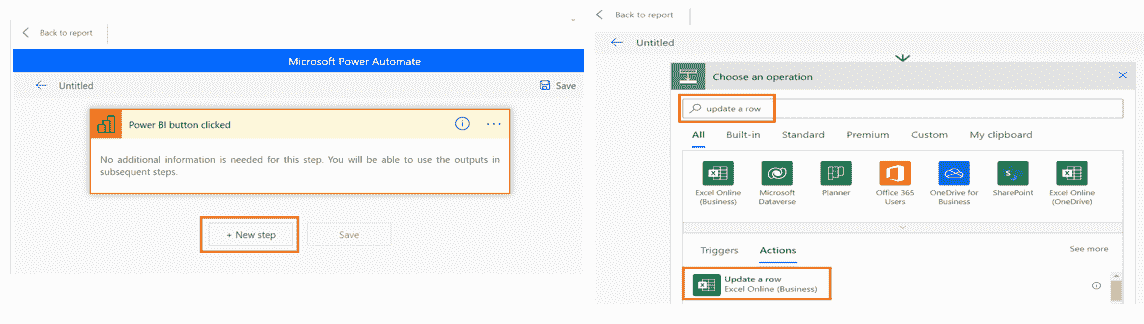 Back to report
Microsoft Power Automate
Untitled
Save
Power BI button clicked
No additional information is needed for this step. You will be able to use the outputs in
subsequent steps.
+ New step
Save
Back to report
Untitled
Choose an operation
update a row
All Built-in Standard Premium Custom My clipboard
Excel Online
(Business)
Microsoft
Dataverse
Planner
Office 365
Users
OneDrive for
Business
SharePoint
Excel Online
(OneDrive)
Triggers Actions See more
Update a row
Excel Online (Business)